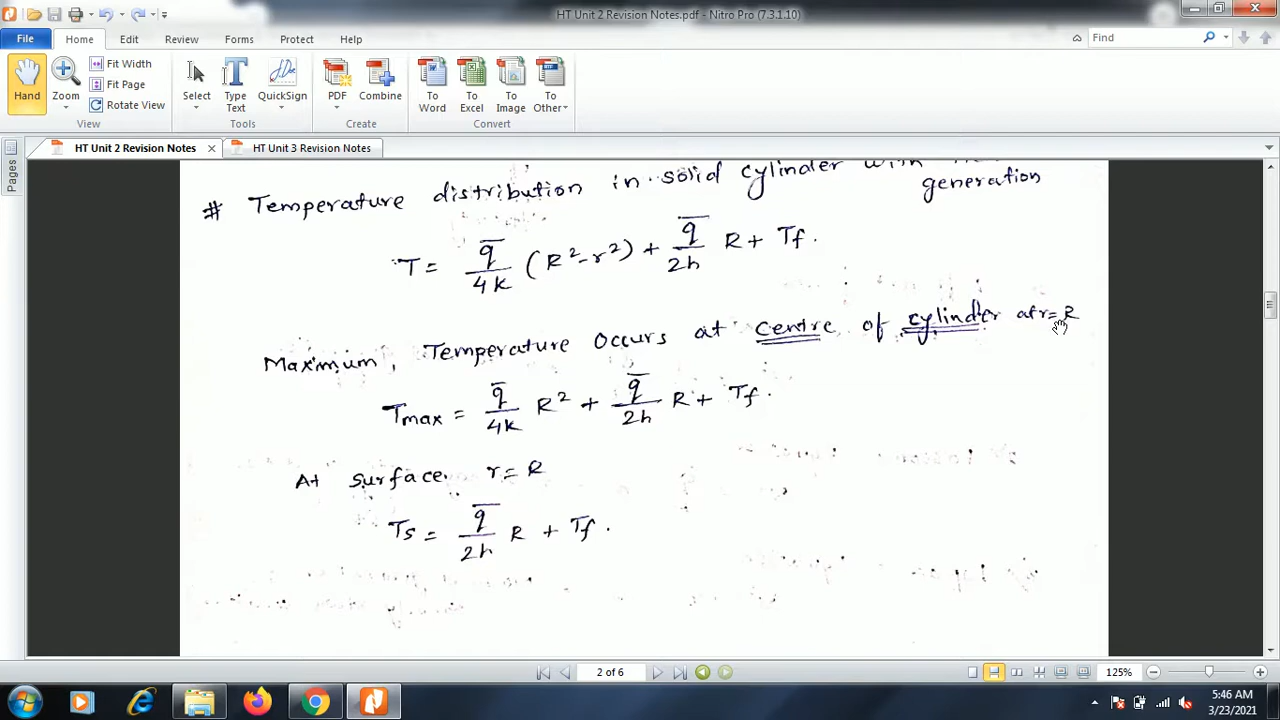 HT Unit 2 Revision Notes.pdf - Nitro Pro (7.3.1.10)
File Home Edit Review Forms Protect Help Find
Hand Zoom Fit Width Fit Page Rotate View
Select Type Text QuickSign
PDF Combine
To Word To Excel To Image To Other
View Tools Create Convert
HT Unit 2 Revision Notes HT Unit 3 Revision Notes
Pages
# Temperature distribution in solid cylinder with
generation
T = q̅/4K (R²-r²) + q̅/2h R + Tf.
Maximum, Temperature Occurs at centre of cylinder at r=R
Tmax = q̅/4K R² + q̅/2h R + Tf.
At surface. r=R
Ts = q̅/2h R + Tf.
2 of 6 125%
5:46 AM
3/23/2021